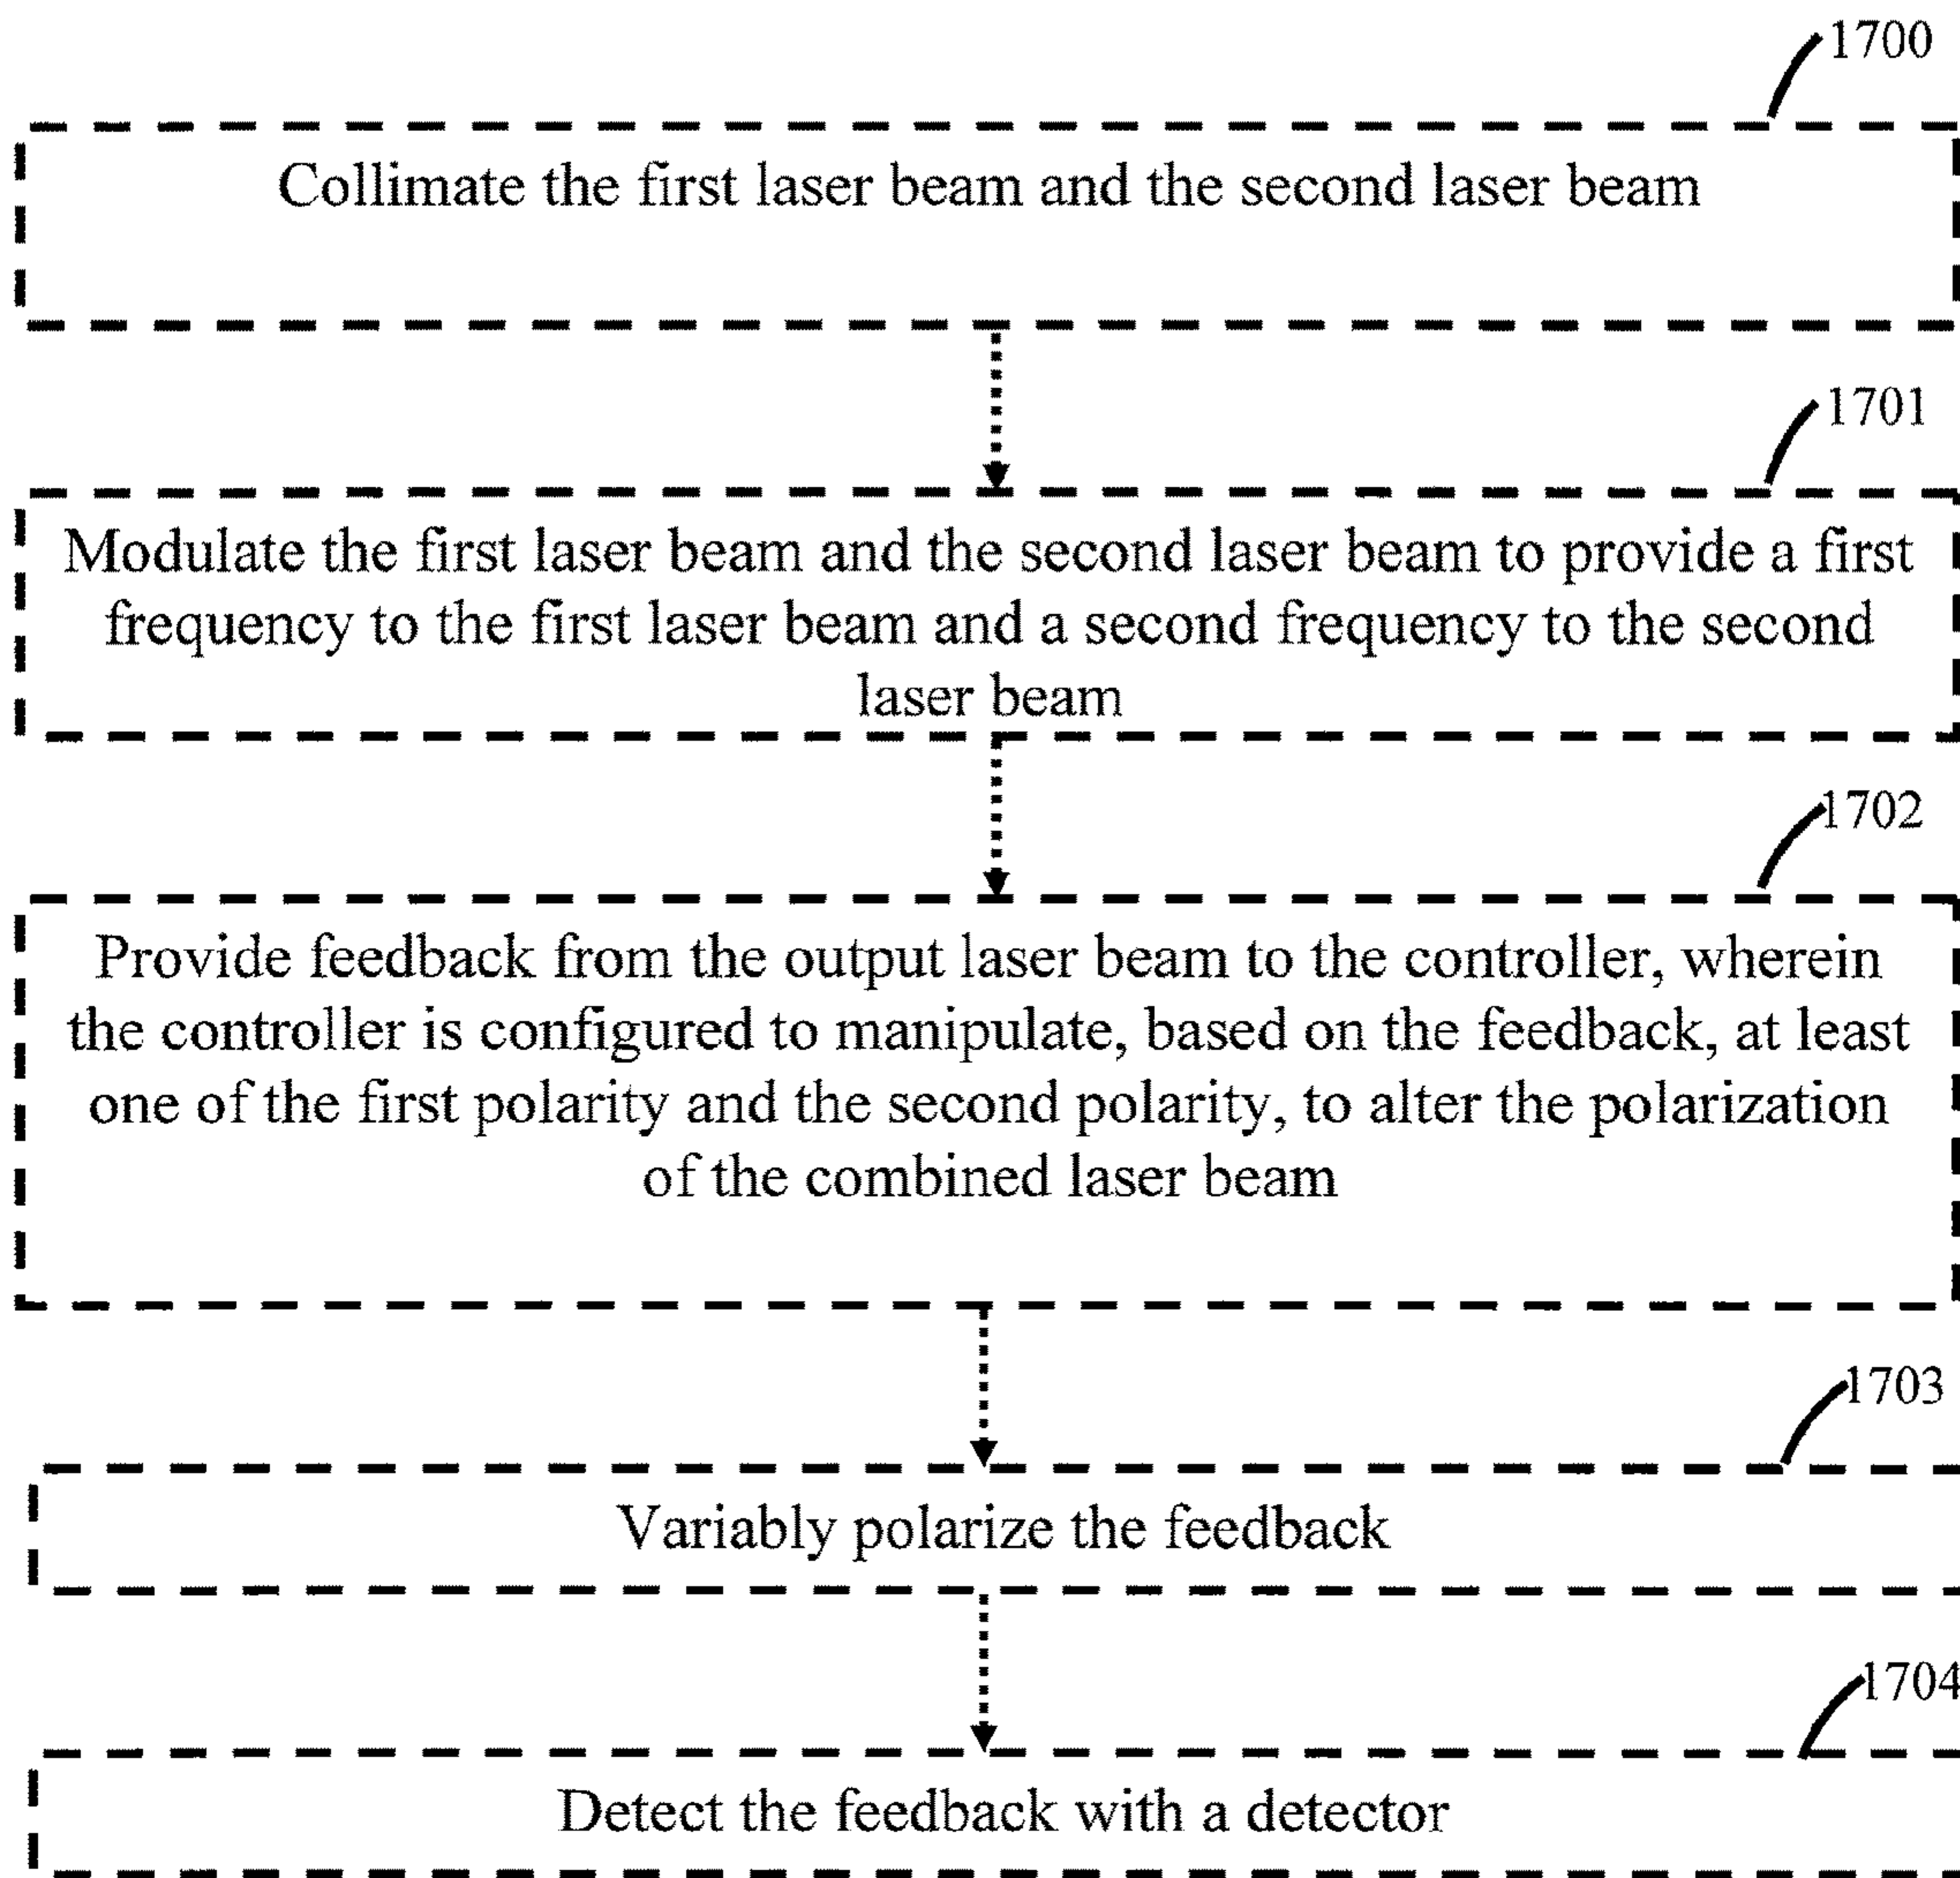 1700
Collimate the first laser beam and the second laser beam
1701
Modulate the first laser beam and the second laser beam to provide a first
frequency to the first laser beam and a second frequency to the second
laser beam
1702
Provide feedback from the output laser beam to the controller, wherein
the controller is configured to manipulate, based on the feedback, at least
one of the first polarity and the second polarity, to alter the polarization
of the combined laser beam
1703
Variably polarize the feedback
1704
Detect the feedback with a detector